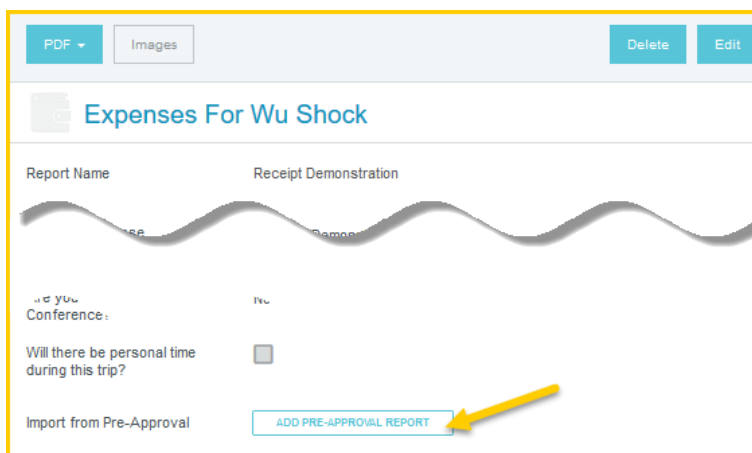 PDF Images Delete Edit
Expenses For Wu Shock
Report Name Receipt Demonstration
Conference
Will there be personal time
during this trip?
Import from Pre-Approval ADD PRE-APPROVAL REPORT